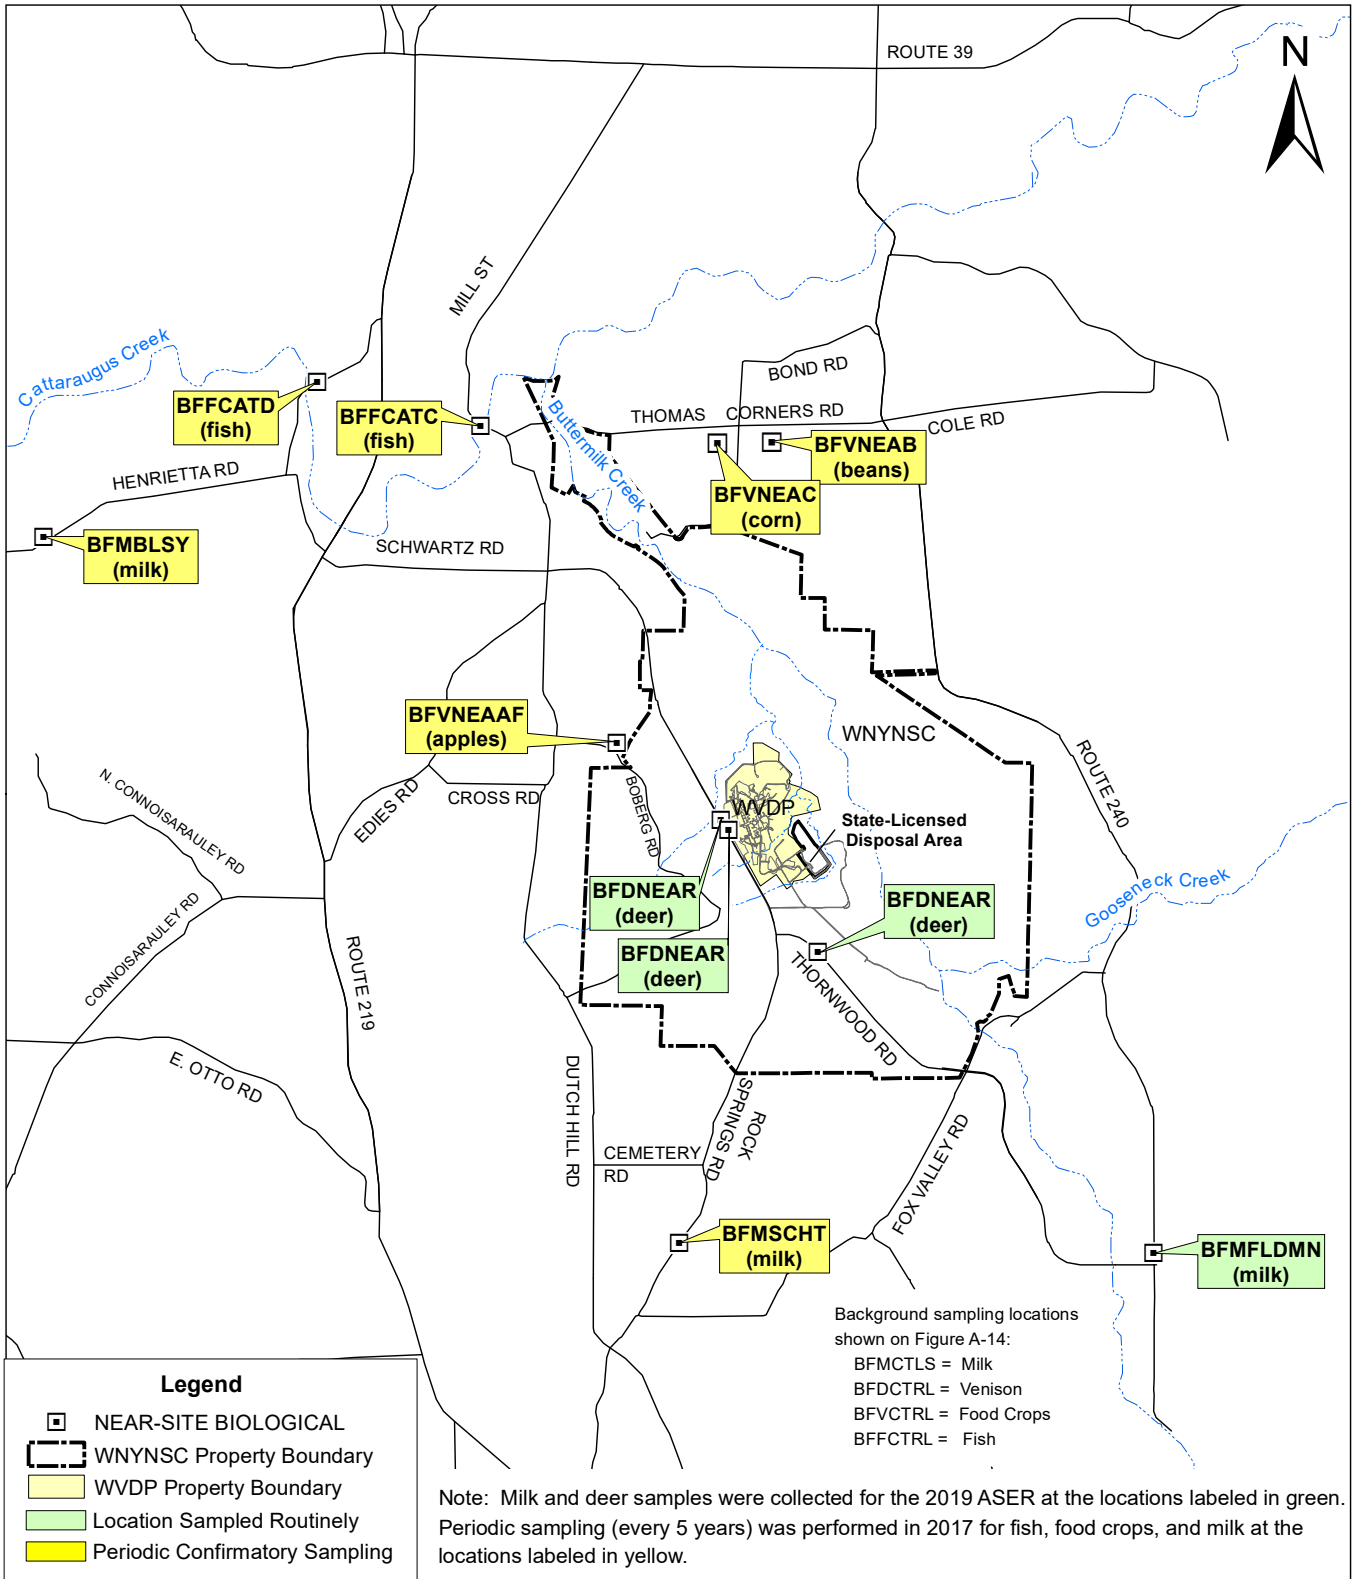 ROUTE 39
N
MILL ST
Cattaraugus Creek
BFFCATD
(fish)
BFFCATC
(fish)
BOND RD
THOMAS CORNERS RD
COLE RD
Buttermilk Creek
BFVNEAB
(beans)
BFVNEAC
(corn)
HENRIETTA RD
BFMBLSY
(milk)
SCHWARTZ RD
BFVNEAAF
(apples)
WNYNSC
ROUTE 240
N. CONNOISARAULEY RD
EDIES RD
CROSS RD
BOBERG RD
WVDP
State-Licensed
Disposal Area
BFDNEAR
(deer)
BFDNEAR
(deer)
BFDNEAR
(deer)
Gooseneck Creek
CONNOISARAULEY RD
ROUTE 219
THORNWOOD RD
E. OTTO RD
DUTCH HILL RD
ROCK
SPRINGS RD
CEMETERY
RD
FOX VALLEY RD
BFMSCHT
(milk)
BFMFLDMN
(milk)
Background sampling locations
shown on Figure A-14:
BFMCTLS = Milk
BFDCTRL = Venison
BFVCTRL = Food Crops
BFFCTRL = Fish
Legend
NEAR-SITE BIOLOGICAL
WNYNSC Property Boundary
WVDP Property Boundary
Location Sampled Routinely
Periodic Confirmatory Sampling
Note: Milk and deer samples were collected for the 2019 ASER at the locations labeled in green.
Periodic sampling (every 5 years) was performed in 2017 for fish, food crops, and milk at the
locations labeled in yellow.